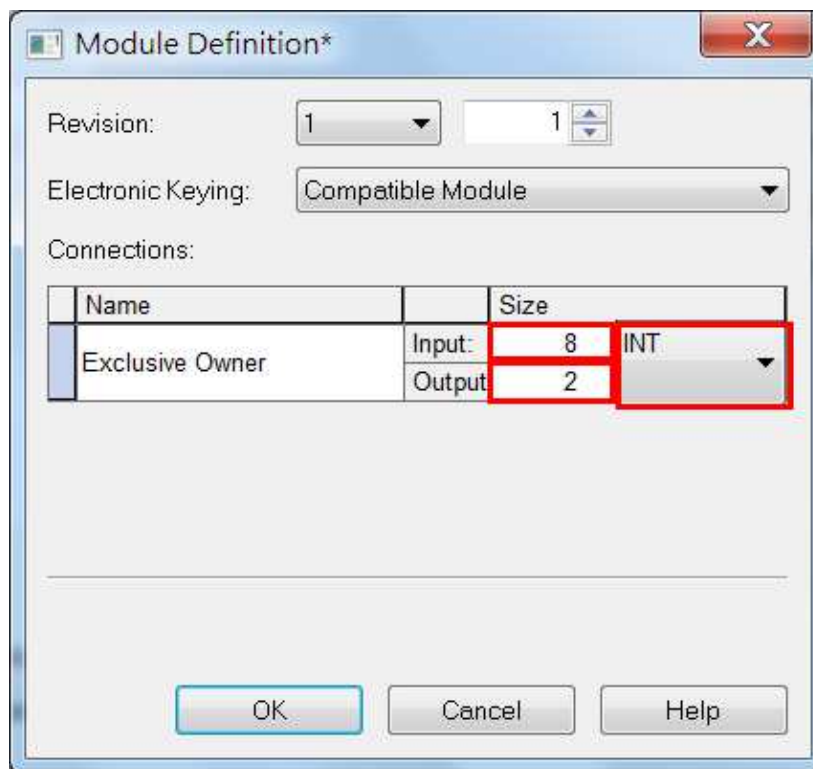 Module Definition*
Revision: 1 1
Electronic Keying: Compatible Module
Connections:
Name Size
Exclusive Owner Input: 8 INT
Output 2
OK Cancel Help